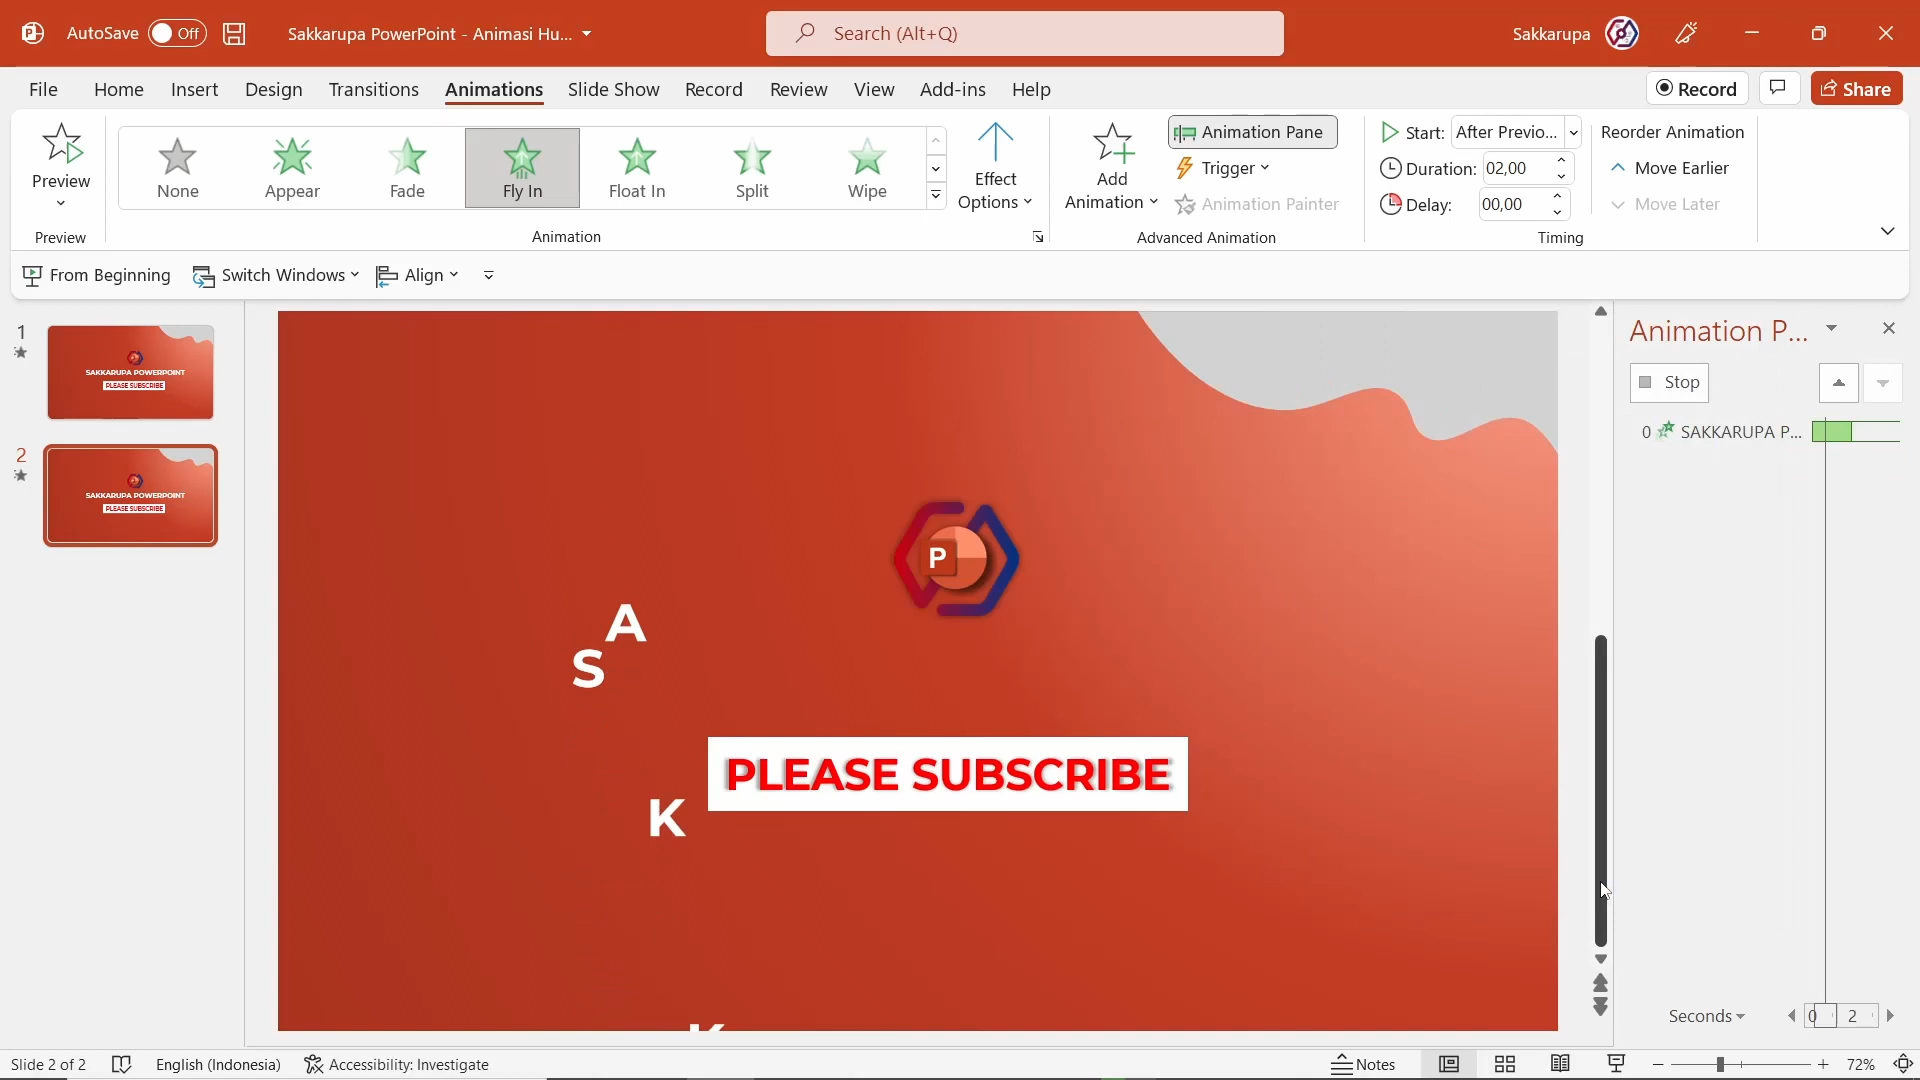 AutoSave Off Sakkarupa PowerPoint - Animasi Hu... Search (Alt+Q) Sakkarupa
File Home Insert Design Transitions Animations Slide Show Record Review View Add-ins Help Record Share
Preview
None Appear Fade Fly In Float In Split Wipe
Effect
Options
Add
Animation
Animation Pane
Trigger
Animation Painter
Start: After Previo...
Duration: 02,00
Delay: 00,00
Reorder Animation
Move Earlier
Move Later
Preview Animation Advanced Animation Timing
From Beginning Switch Windows Align
1
SAKKARUPA POWERPOINT
PLEASE SUBSCRIBE
2
SAKKARUPA POWERPOINT
PLEASE SUBSCRIBE
P
A
S
PLEASE SUBSCRIBE
K
K
Animation P...
Stop
0 SAKKARUPA P...
Seconds 0 2
Slide 2 of 2 English (Indonesia) Accessibility: Investigate Notes 72%